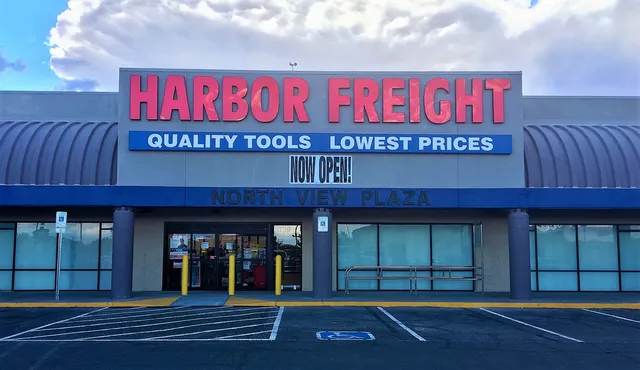 HARBOR FREIGHT
QUALITY TOOLS LOWEST PRICES
NOW OPEN!
NORTH VIEW PLAZA